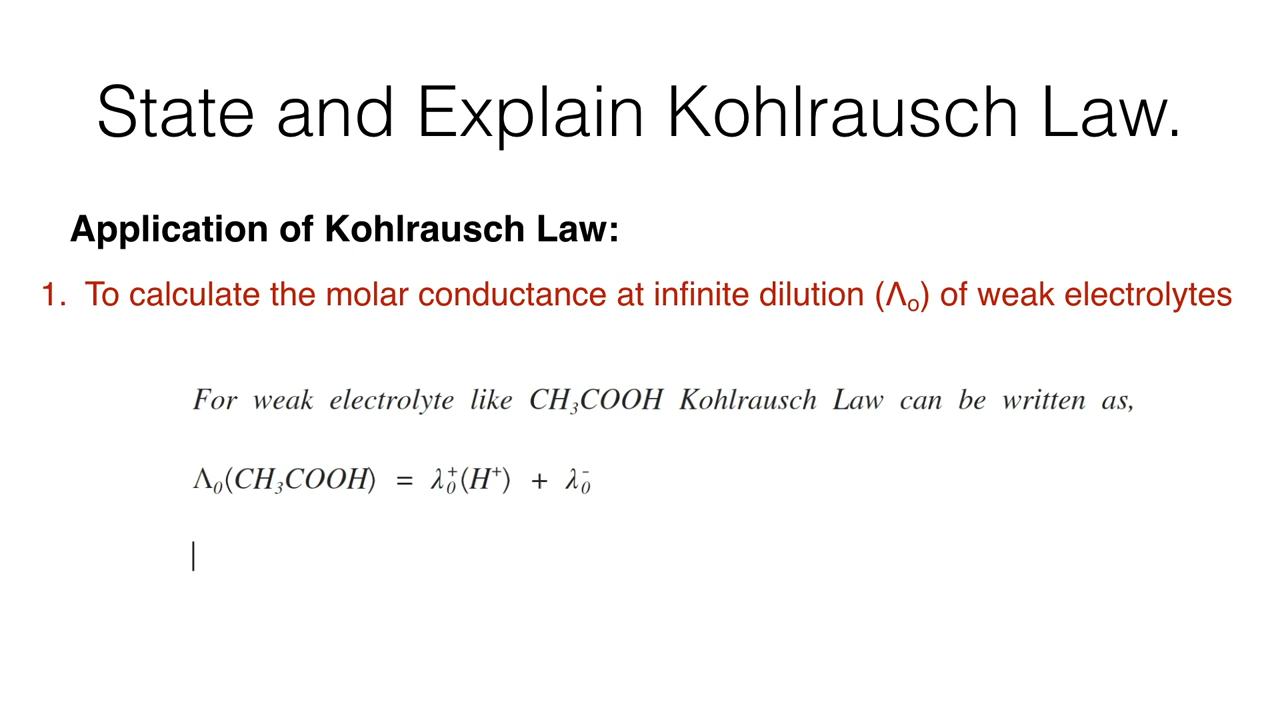 State and Explain Kohlrausch Law.
Application of Kohlrausch Law:
1. To calculate the molar conductance at infinite dilution (Λₒ) of weak electrolytes
For weak electrolyte like CH₃COOH Kohlrausch Law can be written as,
Λ₀(CH₃COOH) = λ₀⁺(H⁺) + λ₀⁻